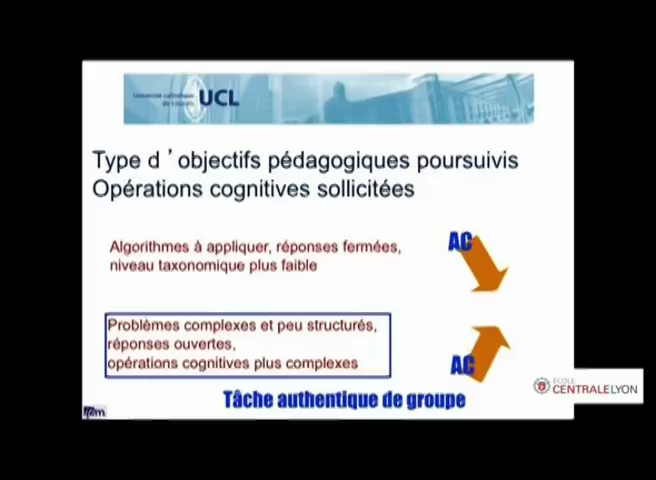 Université catholique
de Louvain
UCL
Type d ’ objectifs pédagogiques poursuivis
Opérations cognitives sollicitées
Algorithmes à appliquer, réponses fermées,
niveau taxonomique plus faible
AC
Problèmes complexes et peu structurés,
réponses ouvertes,
opérations cognitives plus complexes
AC
Tâche authentique de groupe
ÉCOLE
CENTRALELYON